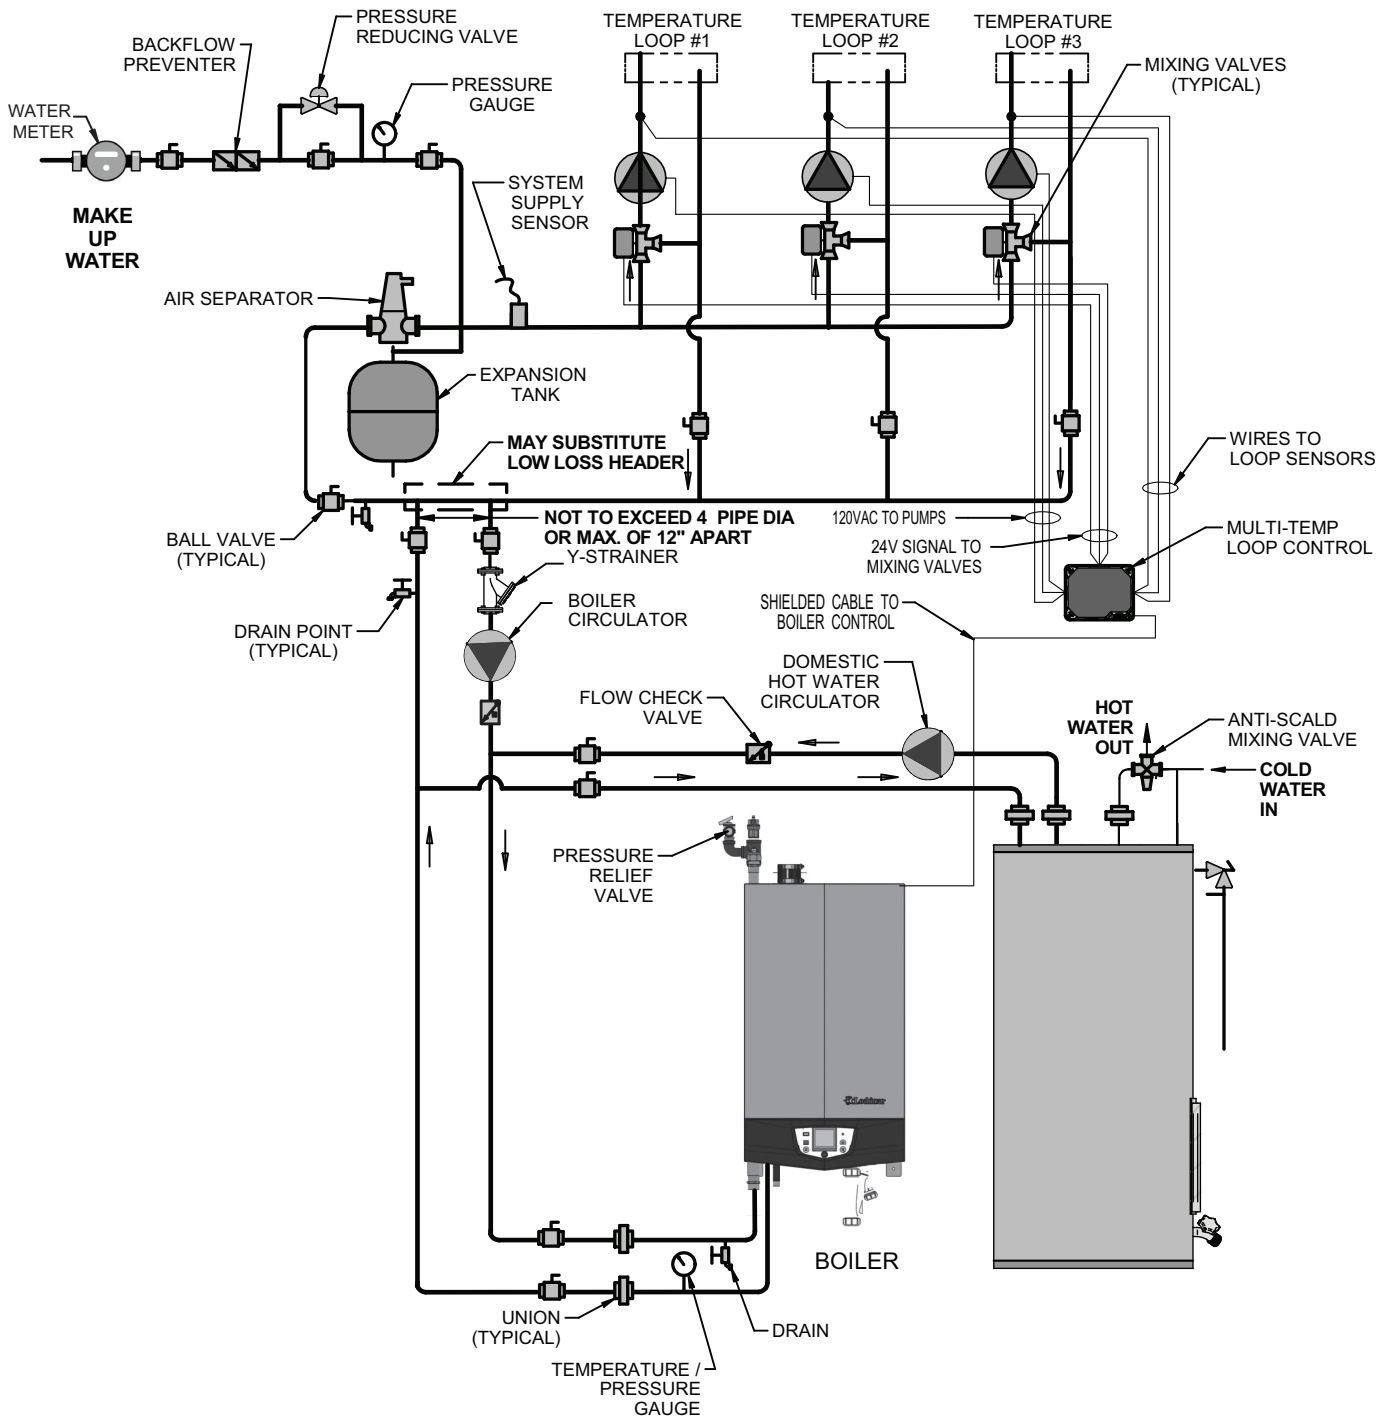 PRESSURE
REDUCING VALVE
BACKFLOW
PREVENTER
PRESSURE
GAUGE
WATER
METER
MAKE
UP
WATER
TEMPERATURE
LOOP #1
TEMPERATURE
LOOP #2
TEMPERATURE
LOOP #3
MIXING VALVES
(TYPICAL)
SYSTEM
SUPPLY
SENSOR
AIR SEPARATOR
EXPANSION
TANK
MAY SUBSTITUTE
LOW LOSS HEADER
WIRES TO
LOOP SENSORS
NOT TO EXCEED 4 PIPE DIA
OR MAX. OF 12" APART
120VAC TO PUMPS
24V SIGNAL TO
MIXING VALVES
MULTI-TEMP
LOOP CONTROL
BALL VALVE
(TYPICAL)
Y-STRAINER
DRAIN POINT
(TYPICAL)
BOILER
CIRCULATOR
SHIELDED CABLE TO
BOILER CONTROL
DOMESTIC
HOT WATER
CIRCULATOR
FLOW CHECK
VALVE
HOT
WATER
OUT
ANTI-SCALD
MIXING VALVE
COLD
WATER
IN
PRESSURE
RELIEF
VALVE
Lochinvar
BOILER
UNION
(TYPICAL)
DRAIN
TEMPERATURE /
PRESSURE
GAUGE